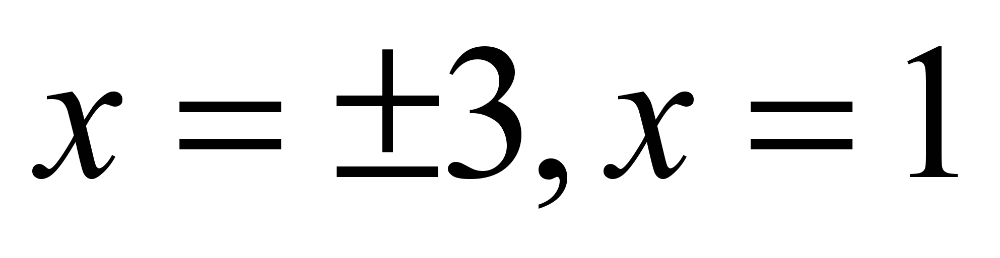 x = ±3, x = 1